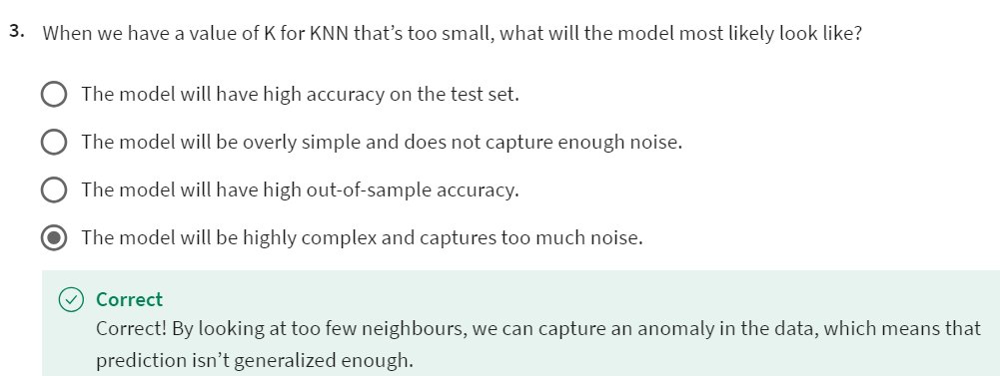 3. When we have a value of K for KNN that’s too small, what will the model most likely look like?
The model will have high accuracy on the test set.
The model will be overly simple and does not capture enough noise.
The model will have high out-of-sample accuracy.
The model will be highly complex and captures too much noise.
Correct
Correct! By looking at too few neighbours, we can capture an anomaly in the data, which means that
prediction isn’t generalized enough.